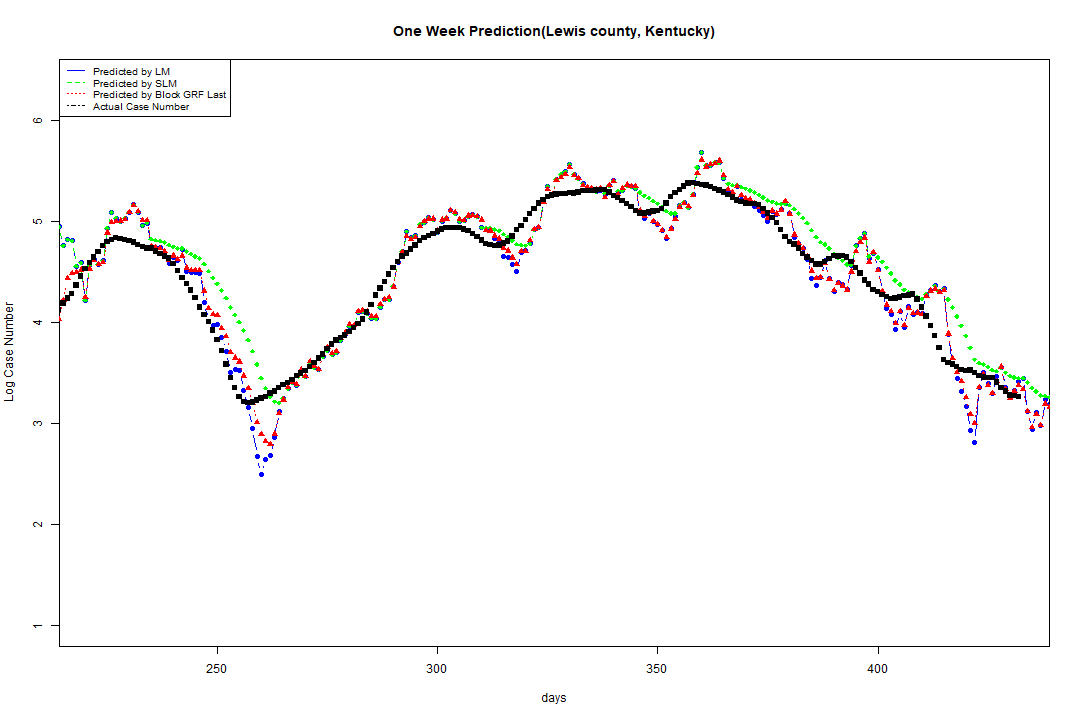 One Week Prediction(Lewis county, Kentucky)
Predicted by LM
Predicted by SLM
Predicted by Block GRF Last
Actual Case Number
Log Case Number
6
5
4
3
2
1
250 300 350 400
days